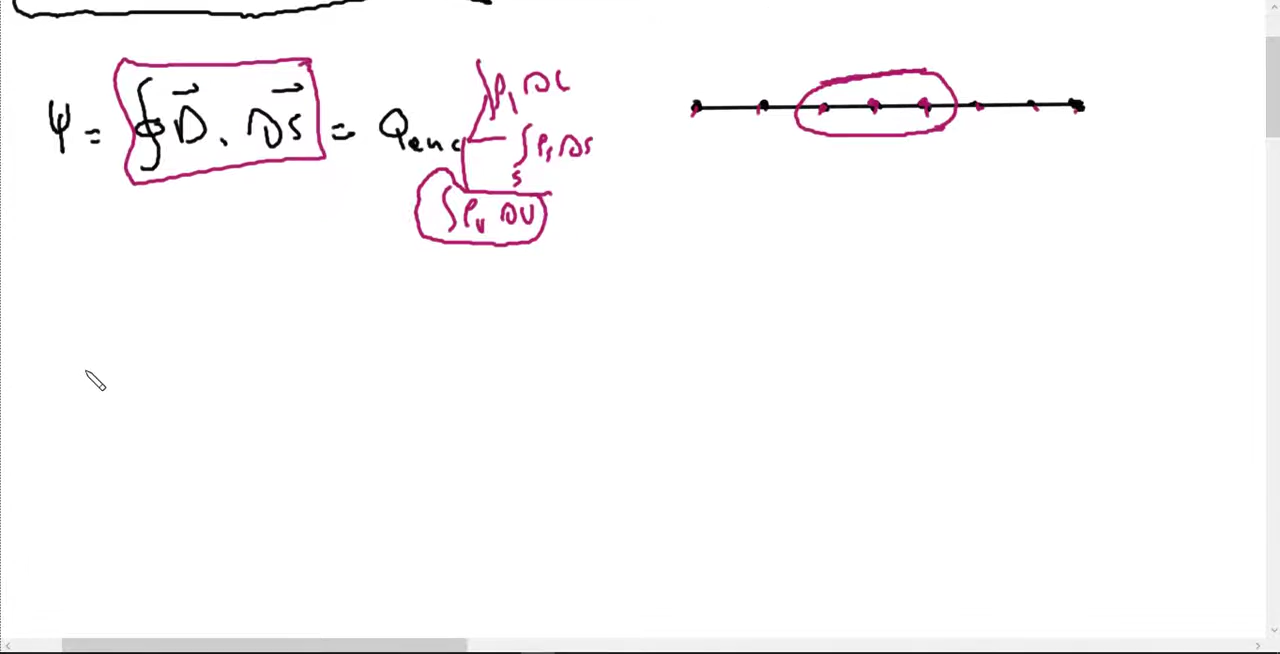 ψ = ∮ D⃗ . DS⃗ = Qenc
∫ρl DL
∫s ρs DS
∫ρv DV